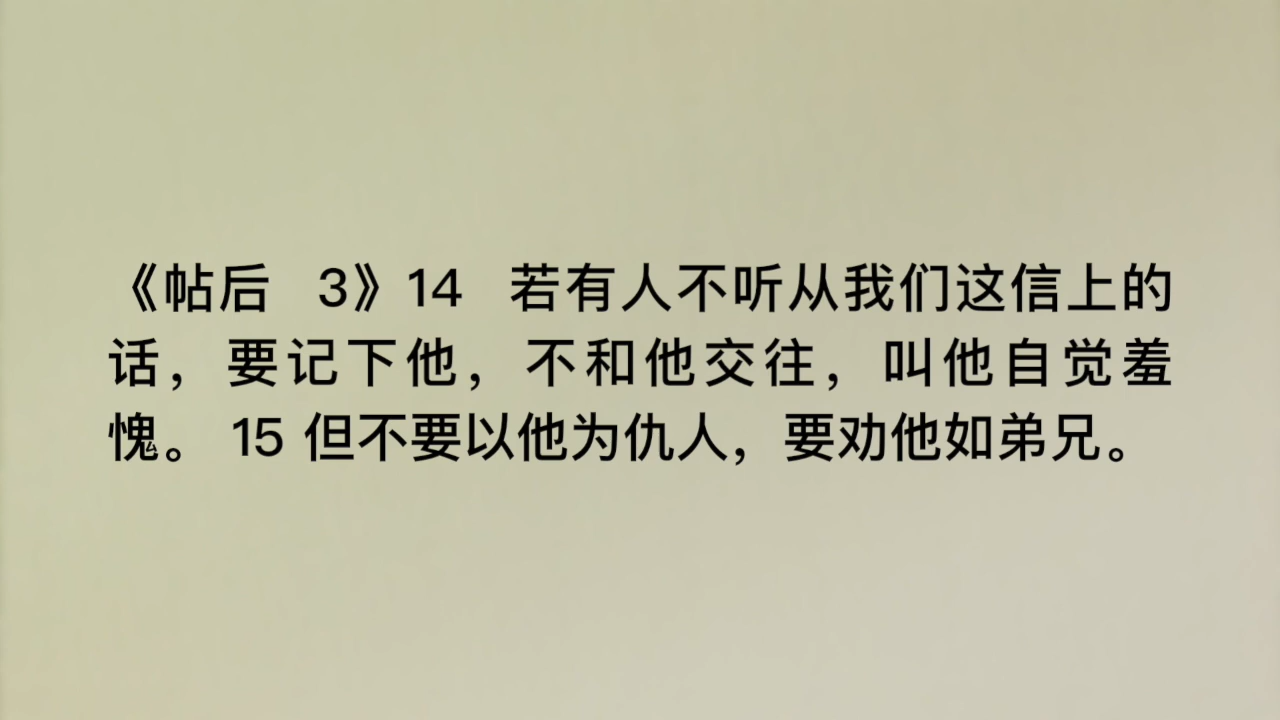 《帖后 3》14 若有人不听从我们这信上的
话，要记下他，不和他交往，叫他自觉羞
愧。 15 但不要以他为仇人，要劝他如弟兄。